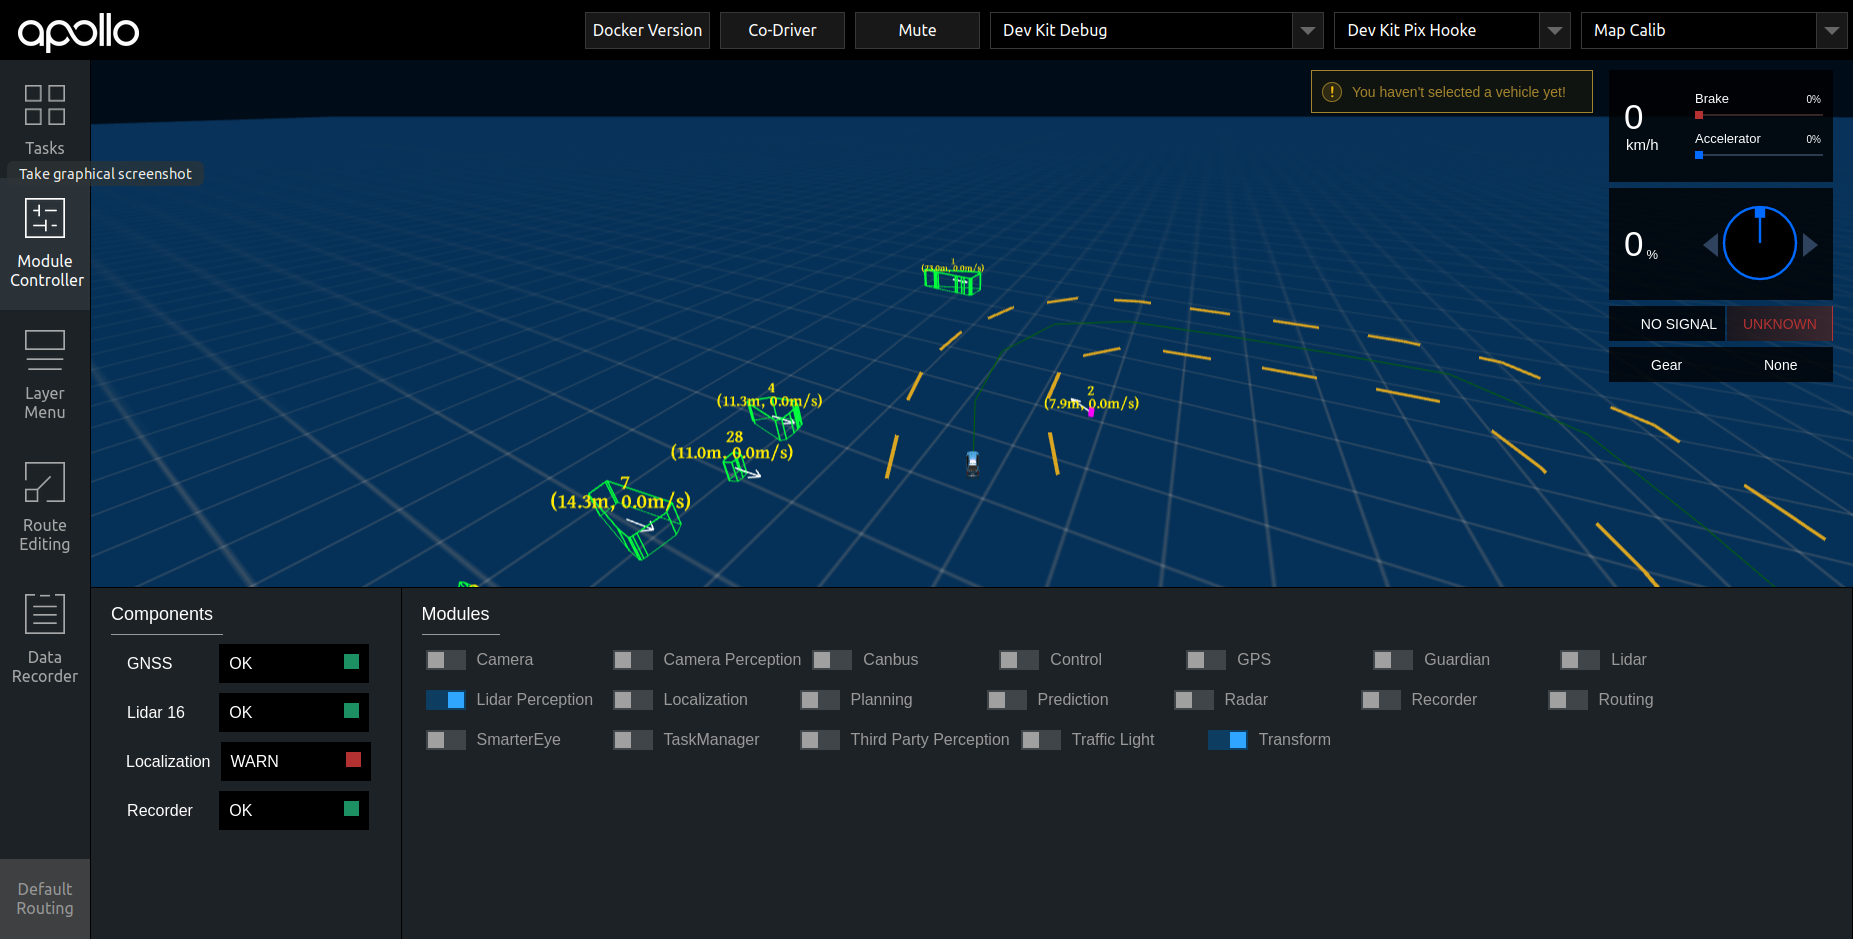 apollo
Docker Version
Co-Driver
Mute
Dev Kit Debug
Dev Kit Pix Hooke
Map Calib
Tasks
Take graphical screenshot
Module
Controller
Layer
Menu
Route
Editing
Data
Recorder
Default
Routing
You haven't selected a vehicle yet!
0
km/h
Brake
0%
Accelerator
0%
0 %
NO SIGNAL
UNKNOWN
Gear
None
1
(73.0m, 0.0m/s)
4
(11.3m, 0.0m/s)
2
(7.9m, 0.0m/s)
28
(11.0m, 0.0m/s)
7
(14.3m, 0.0m/s)
Components
GNSS OK
Lidar 16 OK
Localization WARN
Recorder OK
Modules
Camera Camera Perception Canbus Control GPS Guardian Lidar
Lidar Perception Localization Planning Prediction Radar Recorder Routing
SmarterEye TaskManager Third Party Perception Traffic Light Transform